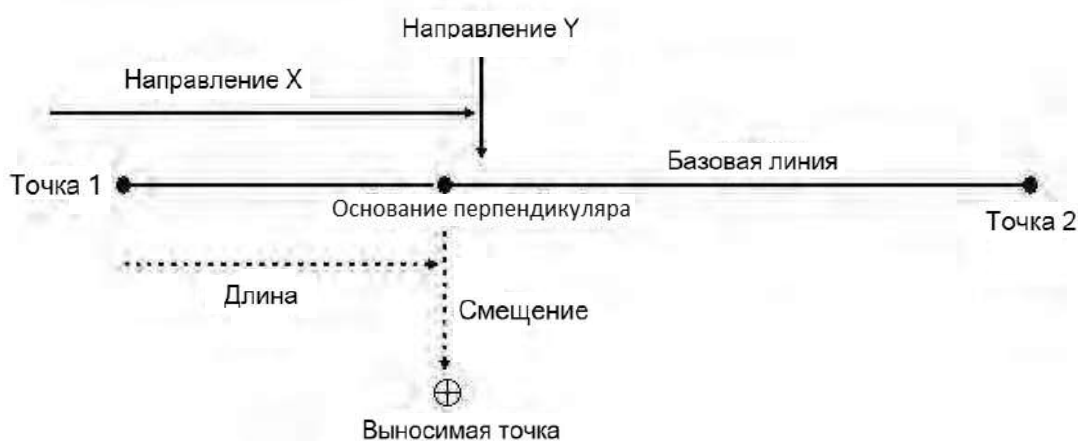 Направление Y
Направление X
Базовая линия
Точка 1
Основание перпендикуляра
Точка 2
Длина
Смещение
Выносимая точка